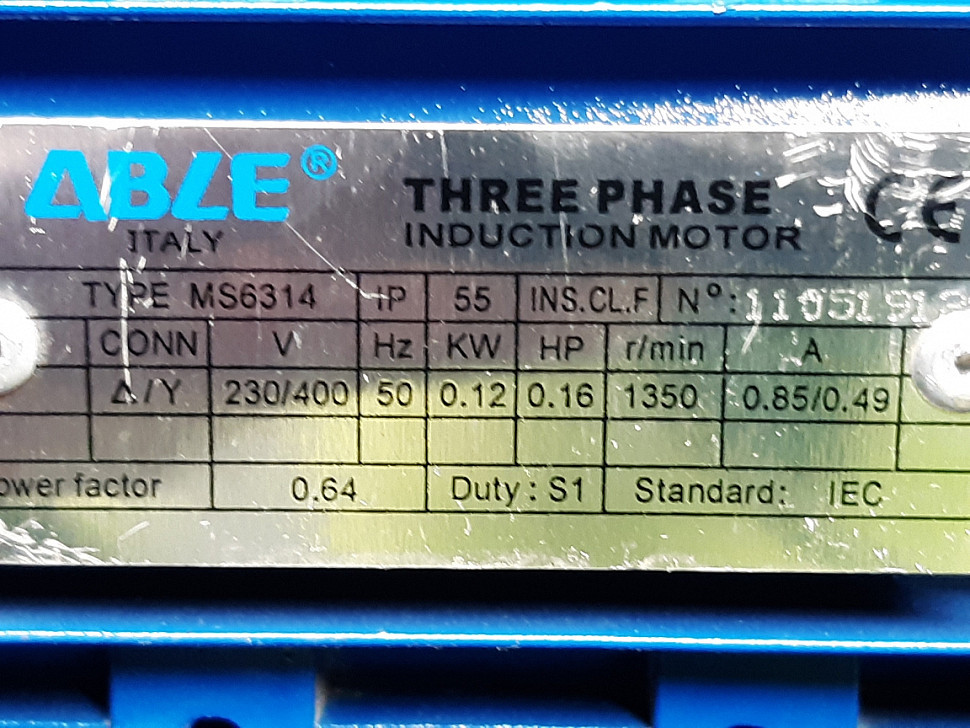 ABLE®
ITALY
THREE PHASE
INDUCTION MOTOR
CE
TYPE MS6314 IP 55 INS.CL.F Nº:
CONN V Hz KW HP r/min A
Δ/Y 230/400 50 0.12 0.16 1350 0.85/0.49
ower factor 0.64 Duty: S1 Standard: IEC